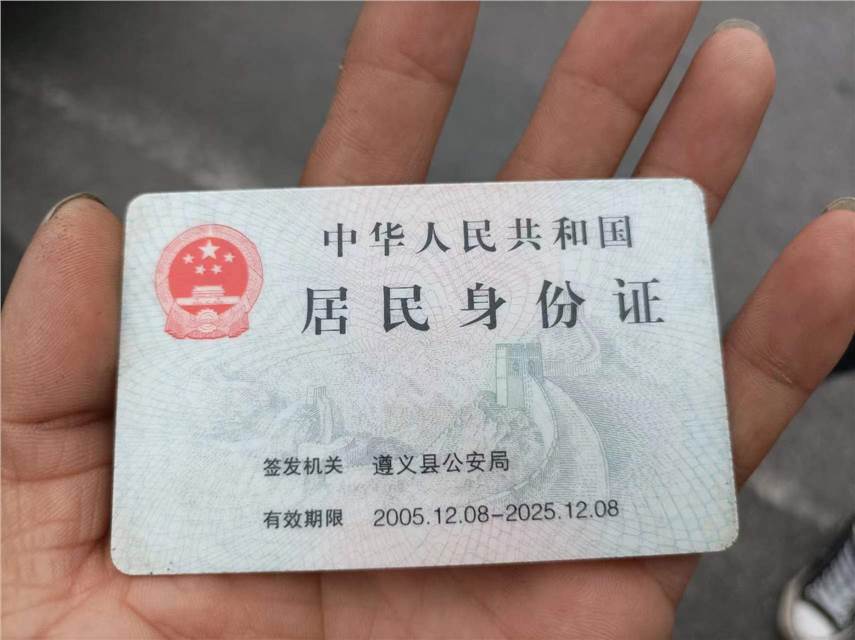 中华人民共和国
居民身份证
签发机关 遵义县公安局
有效期限 2005.12.08-2025.12.08